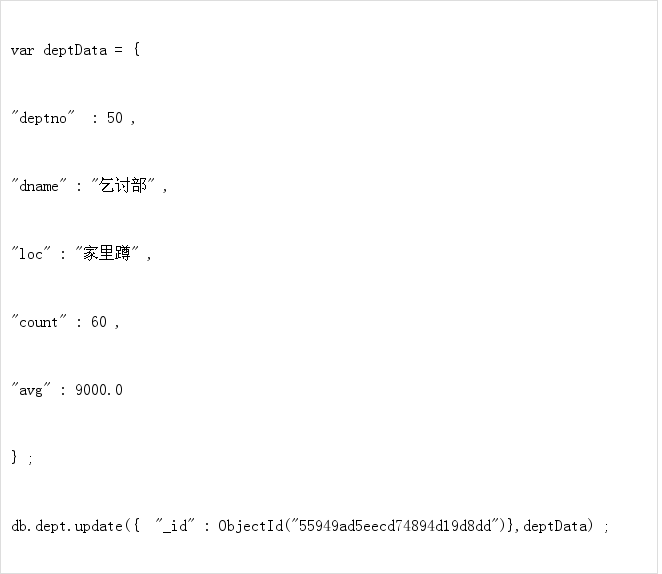 var deptData = {
"deptno"  : 50 ,
"dname" : "乞讨部" ,
"loc" : "家里蹲" ,
"count" : 60 ,
"avg" : 9000.0
} ;
db.dept.update({  "_id" : ObjectId("55949ad5eecd74894d19d8dd")},deptData) ;